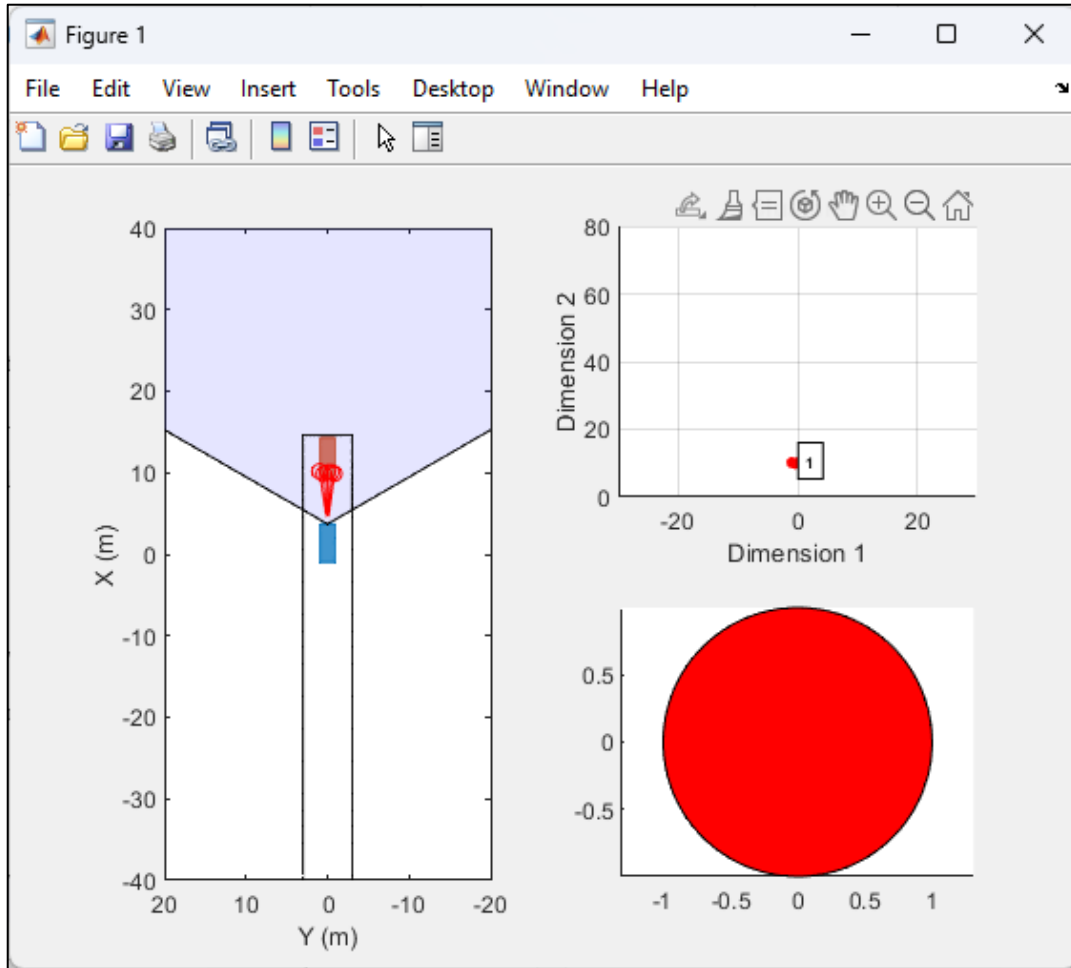 Figure 1
File Edit View Insert Tools Desktop Window Help
40
30
20
10
0
-10
-20
-30
-40
X (m)
20 10 0 -10 -20
Y (m)
80
60
40
20
0
Dimension 2
1
-20 0 20
Dimension 1
0.5
0
-0.5
-1 -0.5 0 0.5 1